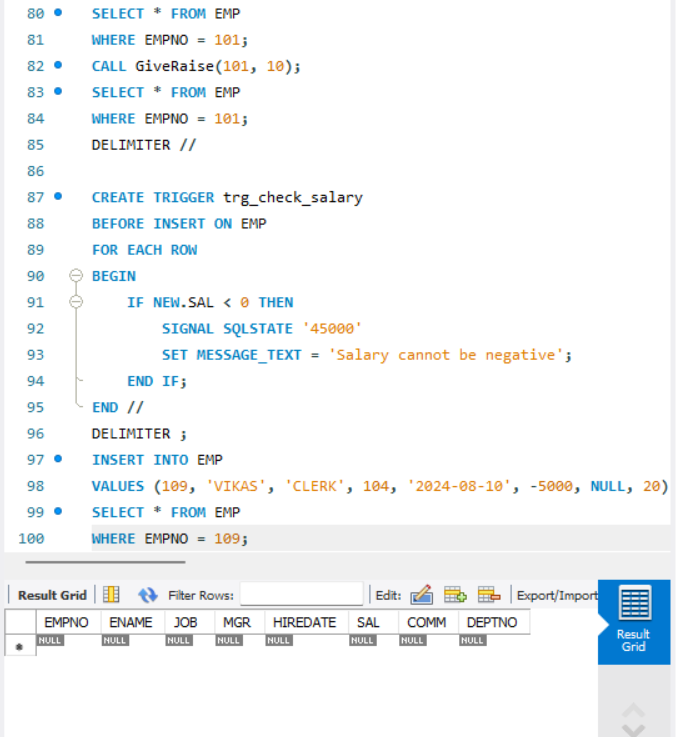 80 SELECT * FROM EMP
81 WHERE EMPNO = 101;
82 CALL GiveRaise(101, 10);
83 SELECT * FROM EMP
84 WHERE EMPNO = 101;
85 DELIMITER //
86
87 CREATE TRIGGER trg_check_salary
88 BEFORE INSERT ON EMP
89 FOR EACH ROW
90 BEGIN
91 IF NEW.SAL < 0 THEN
92 SIGNAL SQLSTATE '45000'
93 SET MESSAGE_TEXT = 'Salary cannot be negative';
94 END IF;
95 END //
96 DELIMITER ;
97 INSERT INTO EMP
98 VALUES (109, 'VIKAS', 'CLERK', 104, '2024-08-10', -5000, NULL, 20)
99 SELECT * FROM EMP
100 WHERE EMPNO = 109;
Result Grid Filter Rows: Edit: Export/Import
EMPNO ENAME JOB MGR HIREDATE SAL COMM DEPTNO
NULL NULL NULL NULL NULL NULL NULL NULL
Result
Grid